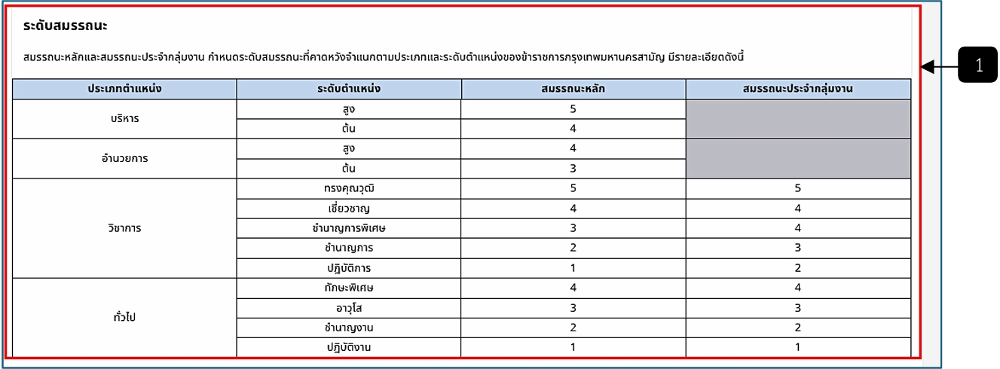 ระดับสมรรถนะ
สมรรถนะหลักและสมรรถนะประจำกลุ่มงาน กำหนดระดับสมรรถนะที่คาดหวังจำแนกตามประเภทและระดับตำแหน่งของข้าราชการกรุงเทพมหานครสามัญ มีรายละเอียดดังนี้
1
ประเภทตำแหน่ง ระดับตำแหน่ง สมรรถนะหลัก สมรรถนะประจำกลุ่มงาน
บริหาร สูง 5
ต้น 4
อำนวยการ สูง 4
ต้น 3
วิชาการ ทรงคุณวุฒิ 5 5
เชี่ยวชาญ 4 4
ชำนาญการพิเศษ 3 4
ชำนาญการ 2 3
ปฏิบัติการ 1 2
ทั่วไป ทักษะพิเศษ 4 4
อาวุโส 3 3
ชำนาญงาน 2 2
ปฏิบัติงาน 1 1